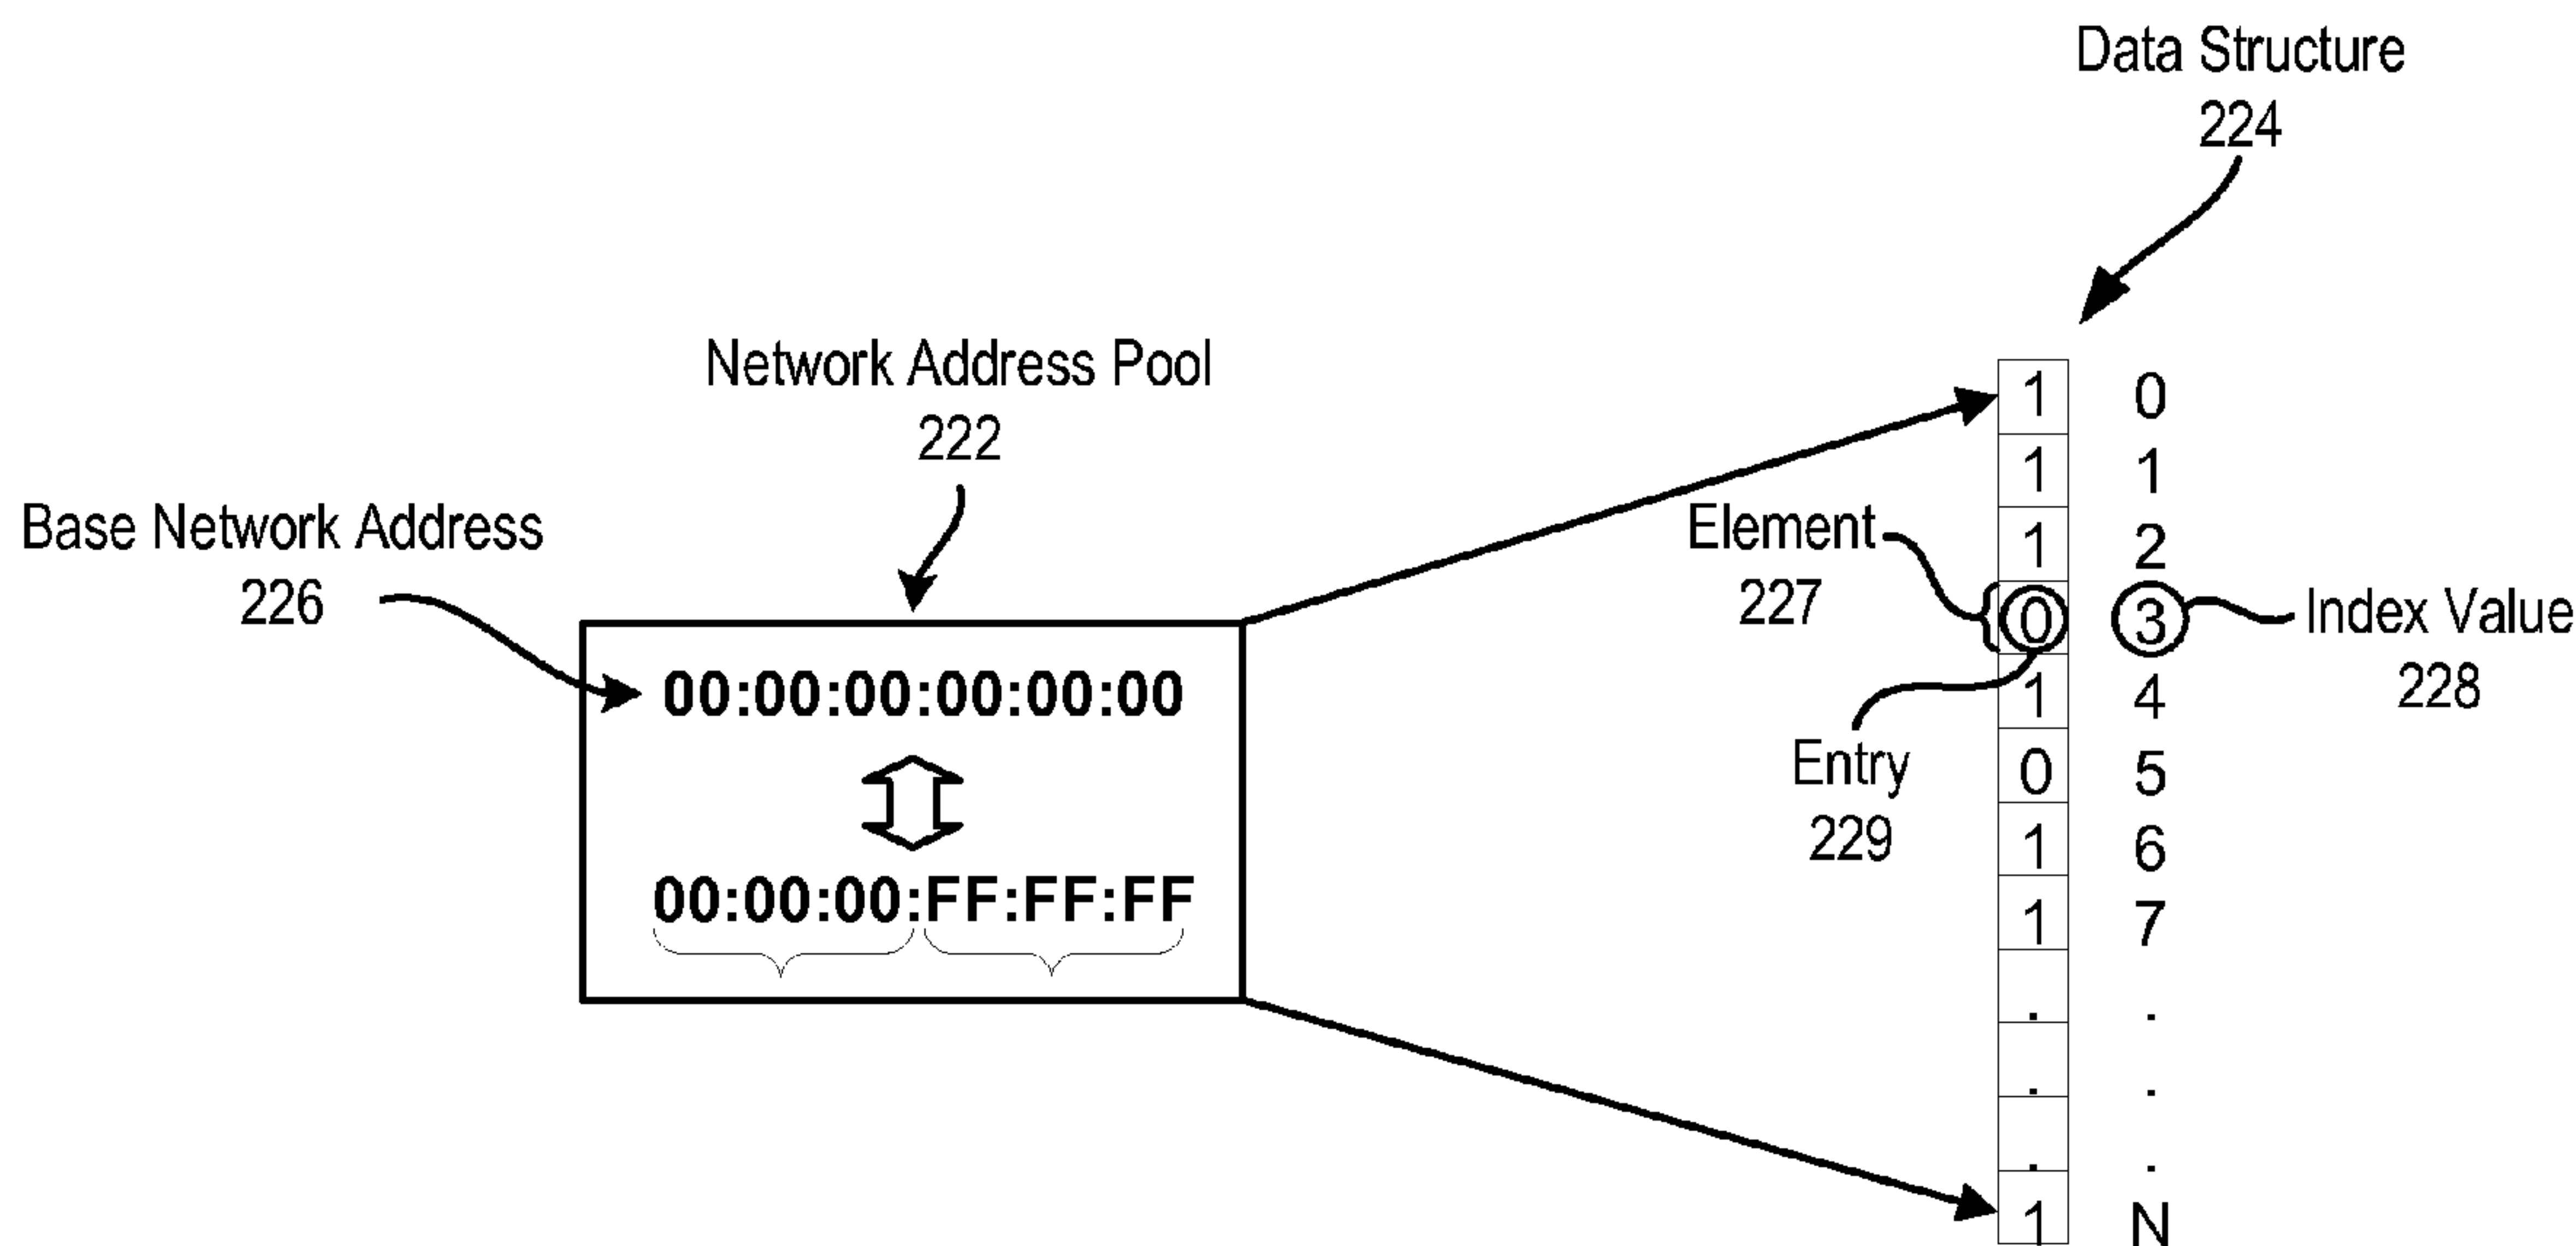 Data Structure
224
Network Address Pool
222
Base Network Address
226
00:00:00:00:00:00
00:00:00:FF:FF:FF
Element
227
Entry
229
Index Value
228
1 0
1 1
1 2
0 3
1 4
0 5
1 6
1 7
. .
. .
. .
1 N